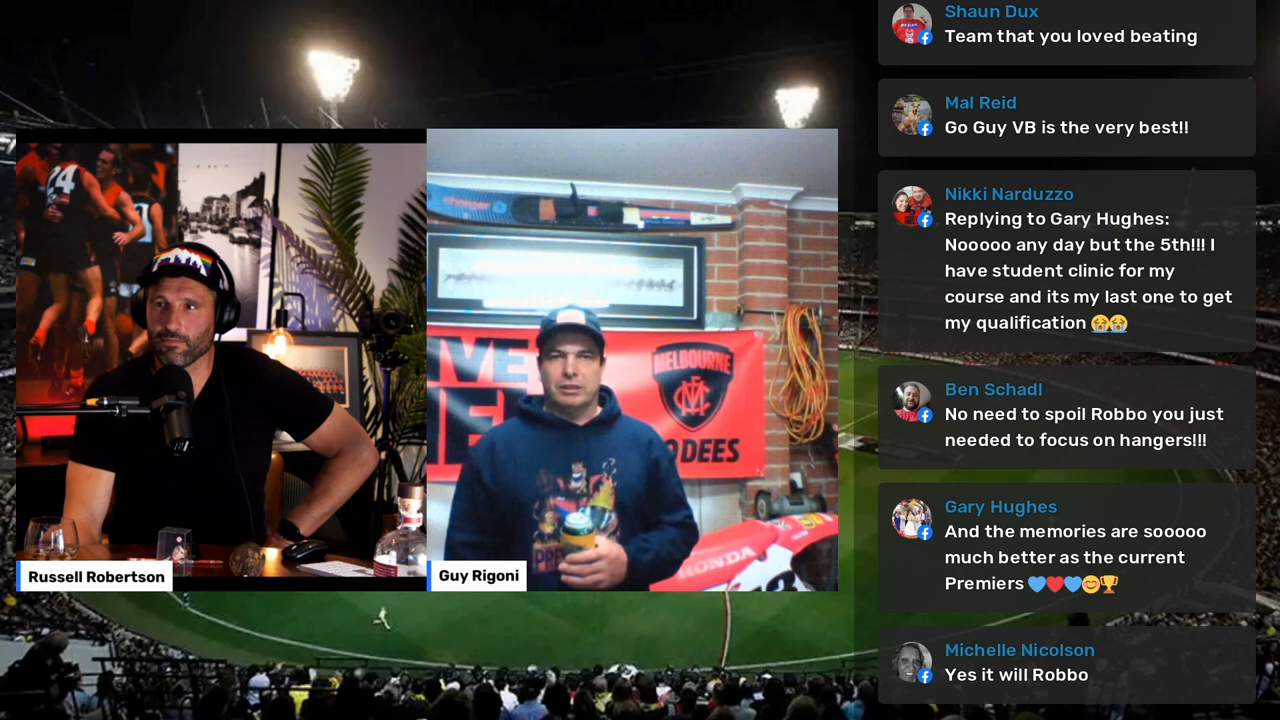 24
MELBOURNE
O DEES
HONDA
Russell Robertson
Guy Rigoni
Shaun Dux
Team that you loved beating
Mal Reid
Go Guy VB is the very best!!
Nikki Narduzzo
Replying to Gary Hughes:
Nooooo any day but the 5th!!! I
have student clinic for my
course and its my last one to get
my qualification 😭😭
Ben Schadl
No need to spoil Robbo you just
needed to focus on hangers!!!
Gary Hughes
And the memories are sooooo
much better as the current
Premiers 💙❤️💙😊🏆
Michelle Nicolson
Yes it will Robbo